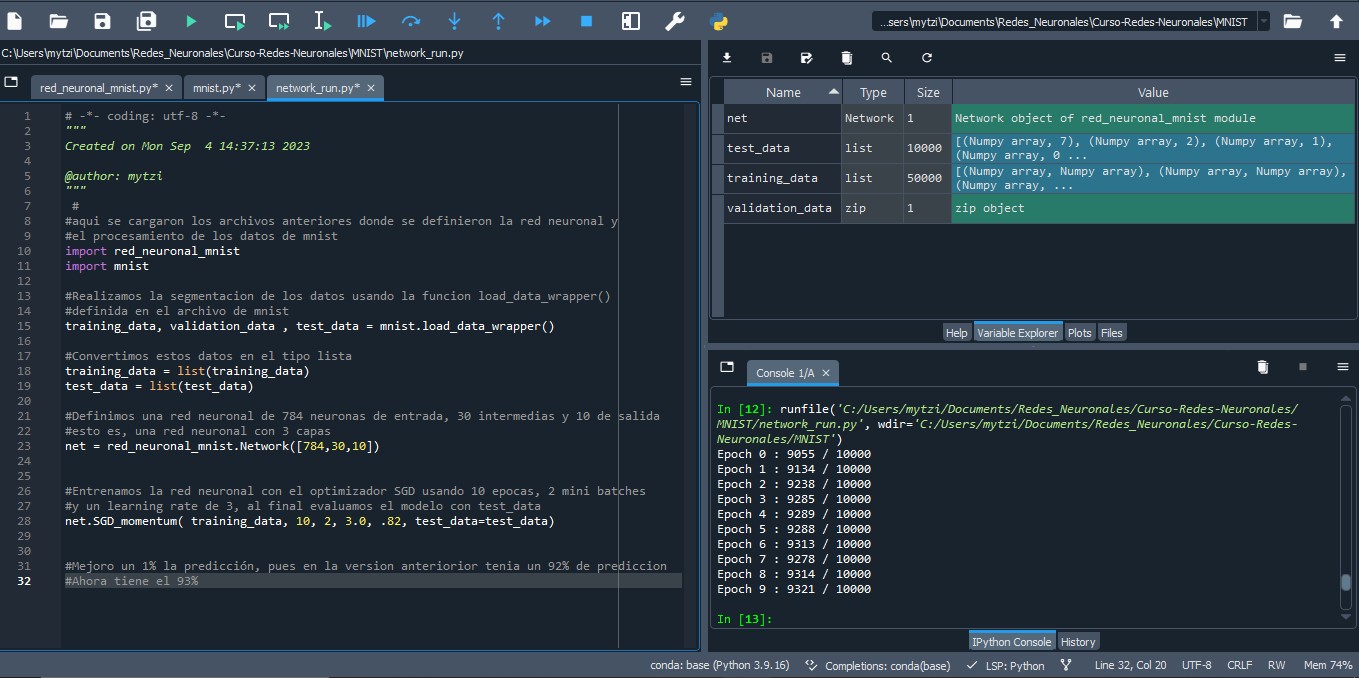 ...sers\mytzi\Documents\Redes_Neuronales\Curso-Redes-Neuronales\MNIST
C:\Users\mytzi\Documents\Redes_Neuronales\Curso-Redes-Neuronales\MNIST\network_run.py
red_neuronal_mnist.py*
mnist.py*
network_run.py*
1 # -*- coding: utf-8 -*-
2 """
3 Created on Mon Sep  4 14:37:13 2023
4
5 @author: mytzi
6 """
7  #
8 #aqui se cargaron los archivos anteriores donde se definieron la red neuronal y
9 #el procesamiento de los datos de mnist
10 import red_neuronal_mnist
11 import mnist
12
13 #Realizamos la segmentacion de los datos usando la funcion load_data_wrapper()
14 #definida en el archivo de mnist
15 training_data, validation_data , test_data = mnist.load_data_wrapper()
16
17 #Convertimos estos datos en el tipo lista
18 training_data = list(training_data)
19 test_data = list(test_data)
20
21 #Definimos una red neuronal de 784 neuronas de entrada, 30 intermedias y 10 de salida
22 #esto es, una red neuronal con 3 capas
23 net = red_neuronal_mnist.Network([784,30,10])
24
25
26 #Entrenamos la red neuronal con el optimizador SGD usando 10 epocas, 2 mini batches
27 #y un learning rate de 3, al final evaluamos el modelo con test_data
28 net.SGD_momentum( training_data, 10, 2, 3.0, .82, test_data=test_data)
29
30
31 #Mejoro un 1% la predicción, pues en la version anteriorior tenia un 92% de prediccion
32 #Ahora tiene el 93%
Name Type Size Value
net Network 1 Network object of red_neuronal_mnist module
test_data list 10000 [(Numpy array, 7), (Numpy array, 2), (Numpy array, 1),
(Numpy array, 0 ...
training_data list 50000 [(Numpy array, Numpy array), (Numpy array, Numpy array),
(Numpy array, ...
validation_data zip 1 zip object
Help Variable Explorer Plots Files
Console 1/A
In [12]: runfile('C:/Users/mytzi/Documents/Redes_Neuronales/Curso-Redes-Neuronales/
MNIST/network_run.py', wdir='C:/Users/mytzi/Documents/Redes_Neuronales/Curso-Redes-
Neuronales/MNIST')
Epoch 0 : 9055 / 10000
Epoch 1 : 9134 / 10000
Epoch 2 : 9238 / 10000
Epoch 3 : 9285 / 10000
Epoch 4 : 9289 / 10000
Epoch 5 : 9288 / 10000
Epoch 6 : 9313 / 10000
Epoch 7 : 9278 / 10000
Epoch 8 : 9314 / 10000
Epoch 9 : 9321 / 10000
In [13]:
IPython Console History
conda: base (Python 3.9.16) Completions: conda(base) LSP: Python Line 32, Col 20 UTF-8 CRLF RW Mem 74%